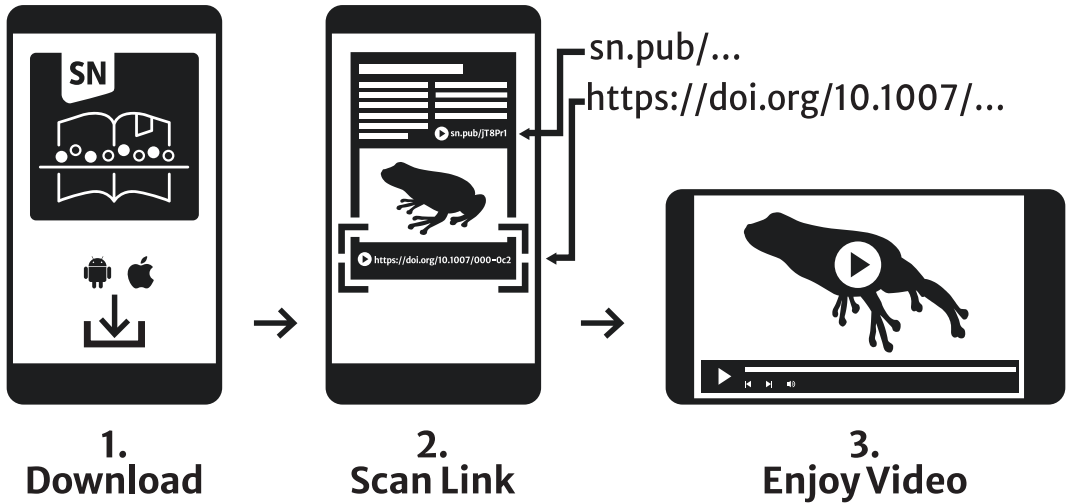 SN
sn.pub/jT8Pr1
https://doi.org/10.1007/000-0c2
sn.pub/...
https://doi.org/10.1007/...
1.
Download
2.
Scan Link
3.
Enjoy Video